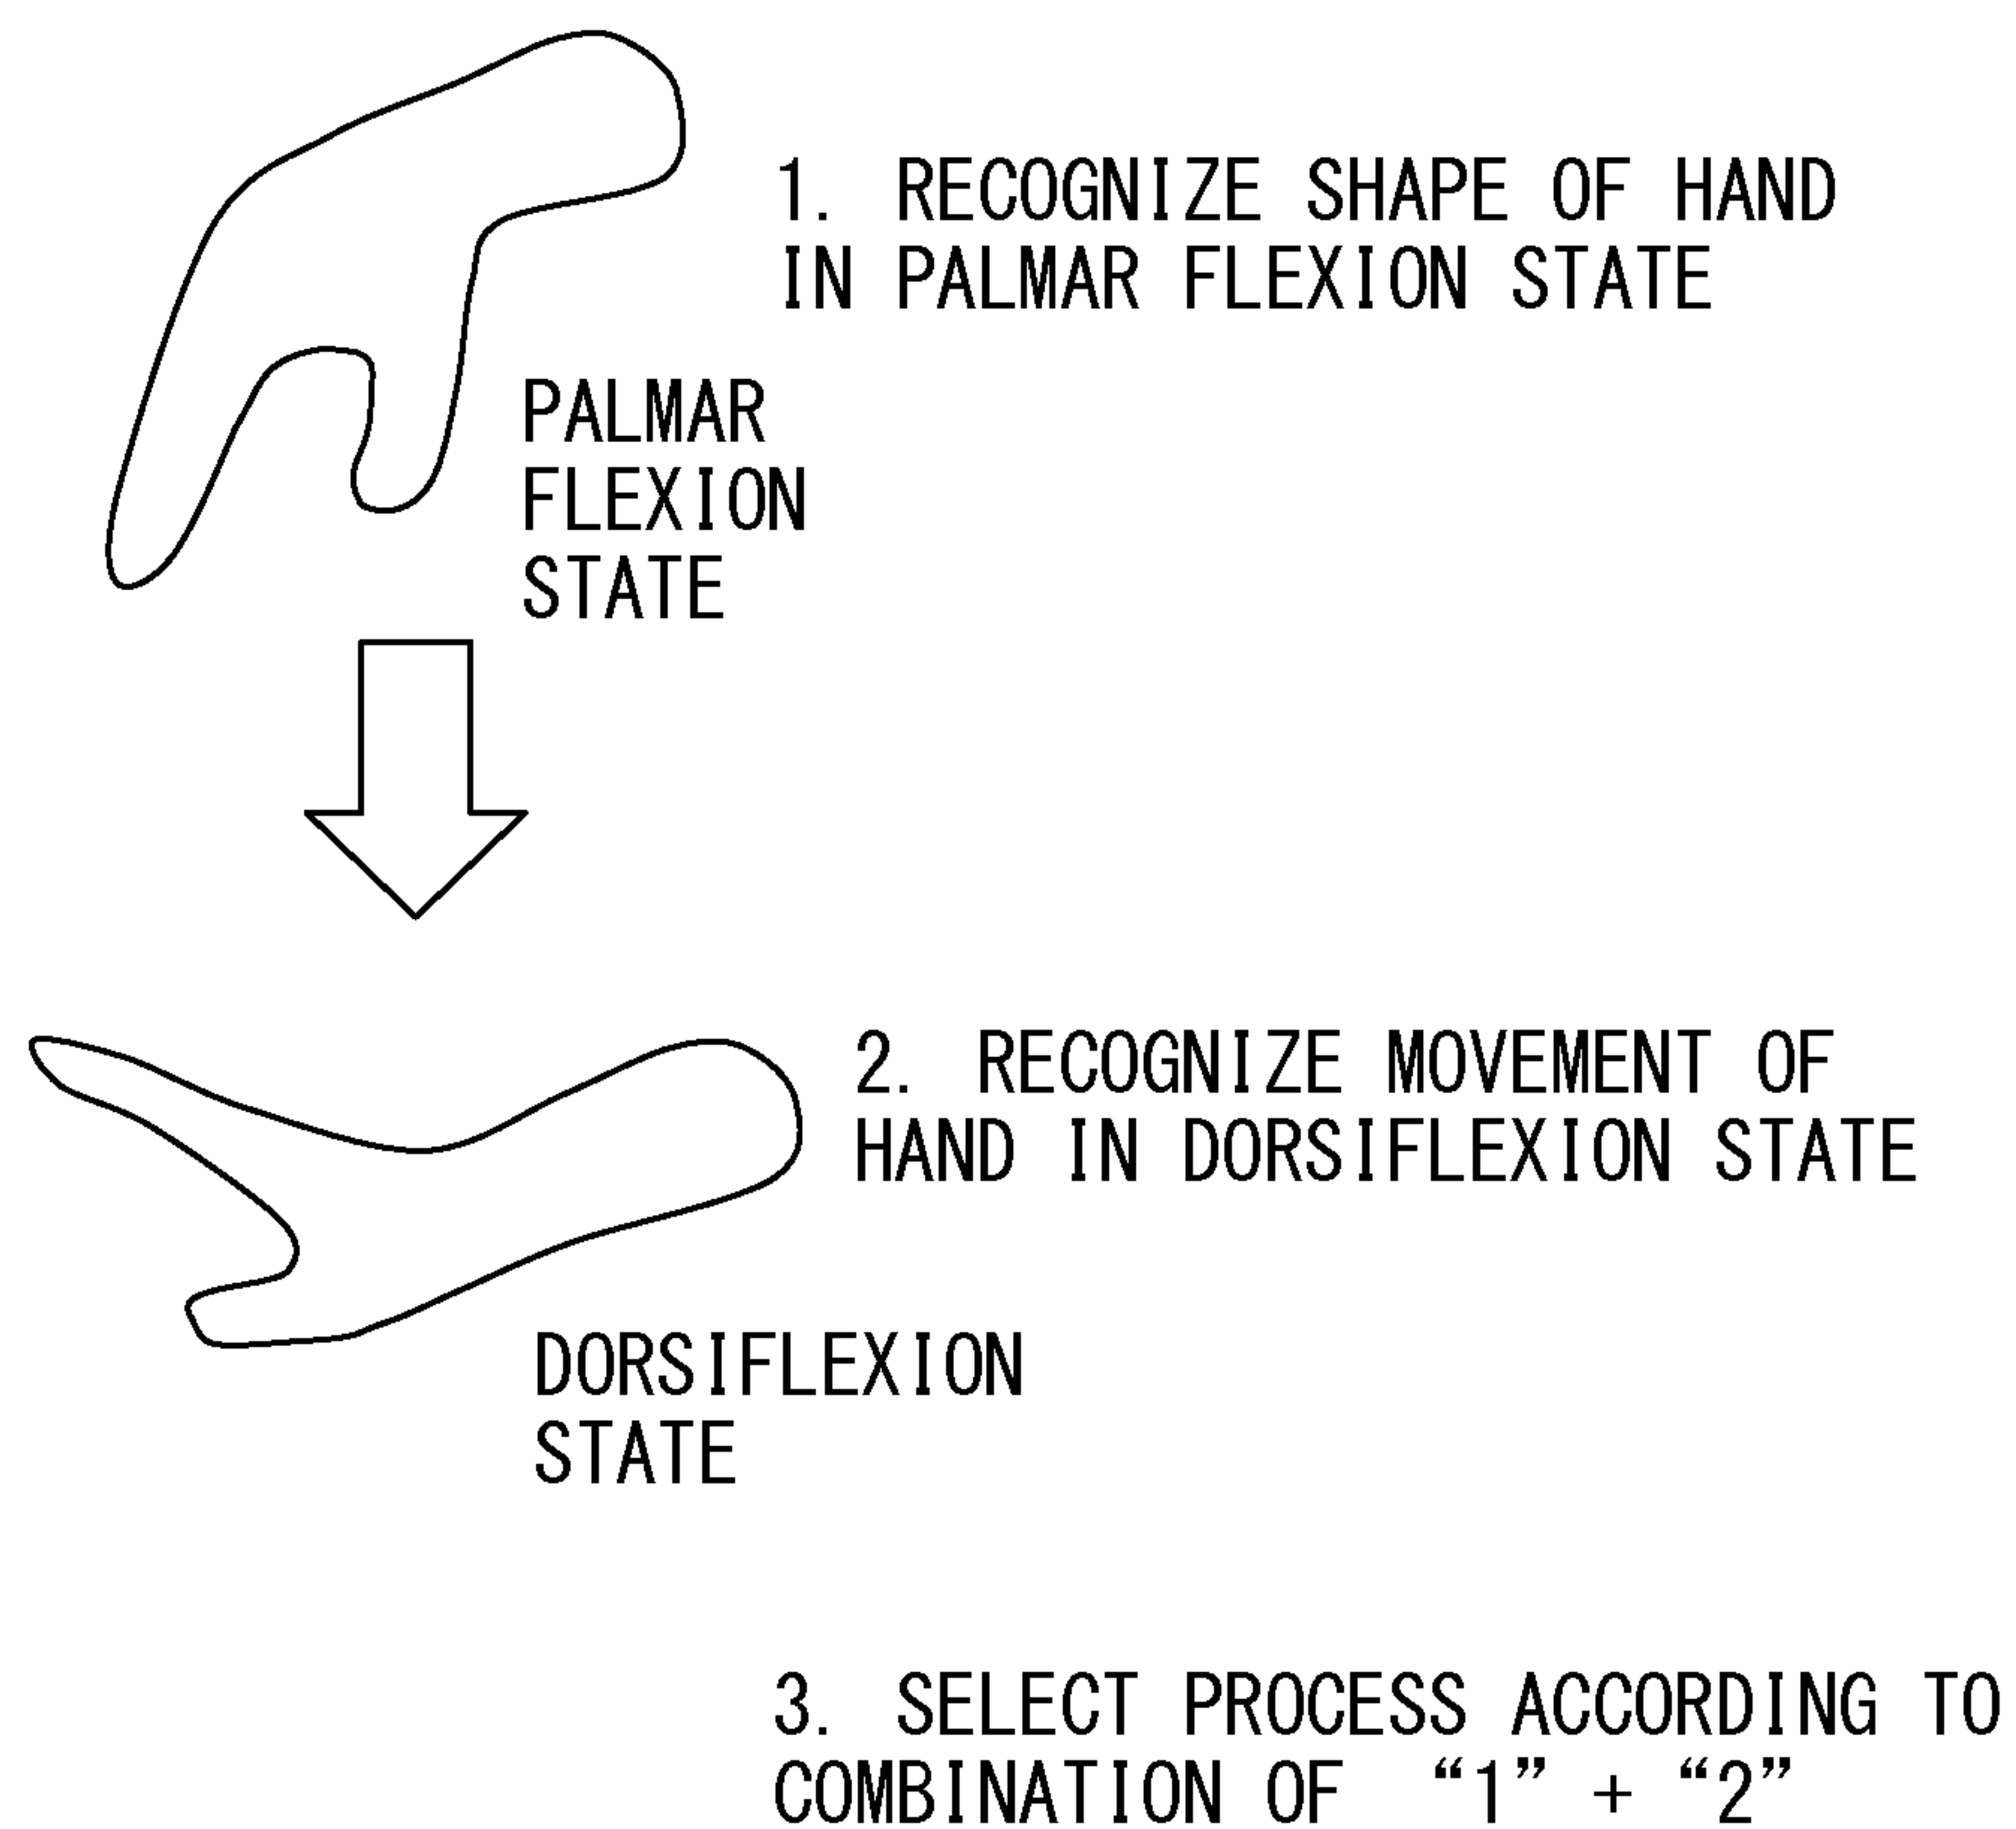 1. RECOGNIZE SHAPE OF HAND
IN PALMAR FLEXION STATE
PALMAR
FLEXION
STATE
2. RECOGNIZE MOVEMENT OF
HAND IN DORSIFLEXION STATE
DORSIFLEXION
STATE
3. SELECT PROCESS ACCORDING TO
COMBINATION OF “1” + “2”